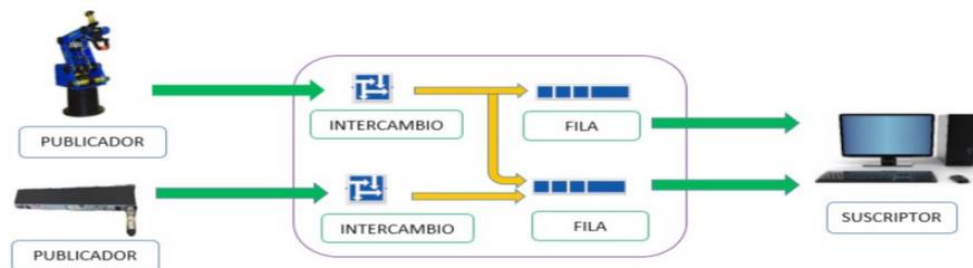 PUBLICADOR
INTERCAMBIO
FILA
INTERCAMBIO
FILA
SUSCRIPTOR
PUBLICADOR